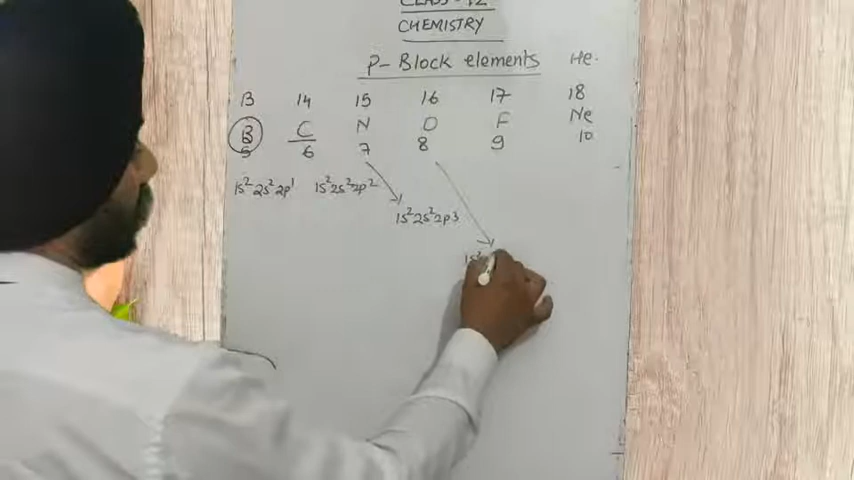 CLASS-12
CHEMISTRY
P-Block elements He
13 14 15 16 17 18
B C N O F Ne
5 6 7 8 9 10
1s² 2s² 2p¹ 1s² 2s² 2p²
1s² 2s² 2p3
1s²